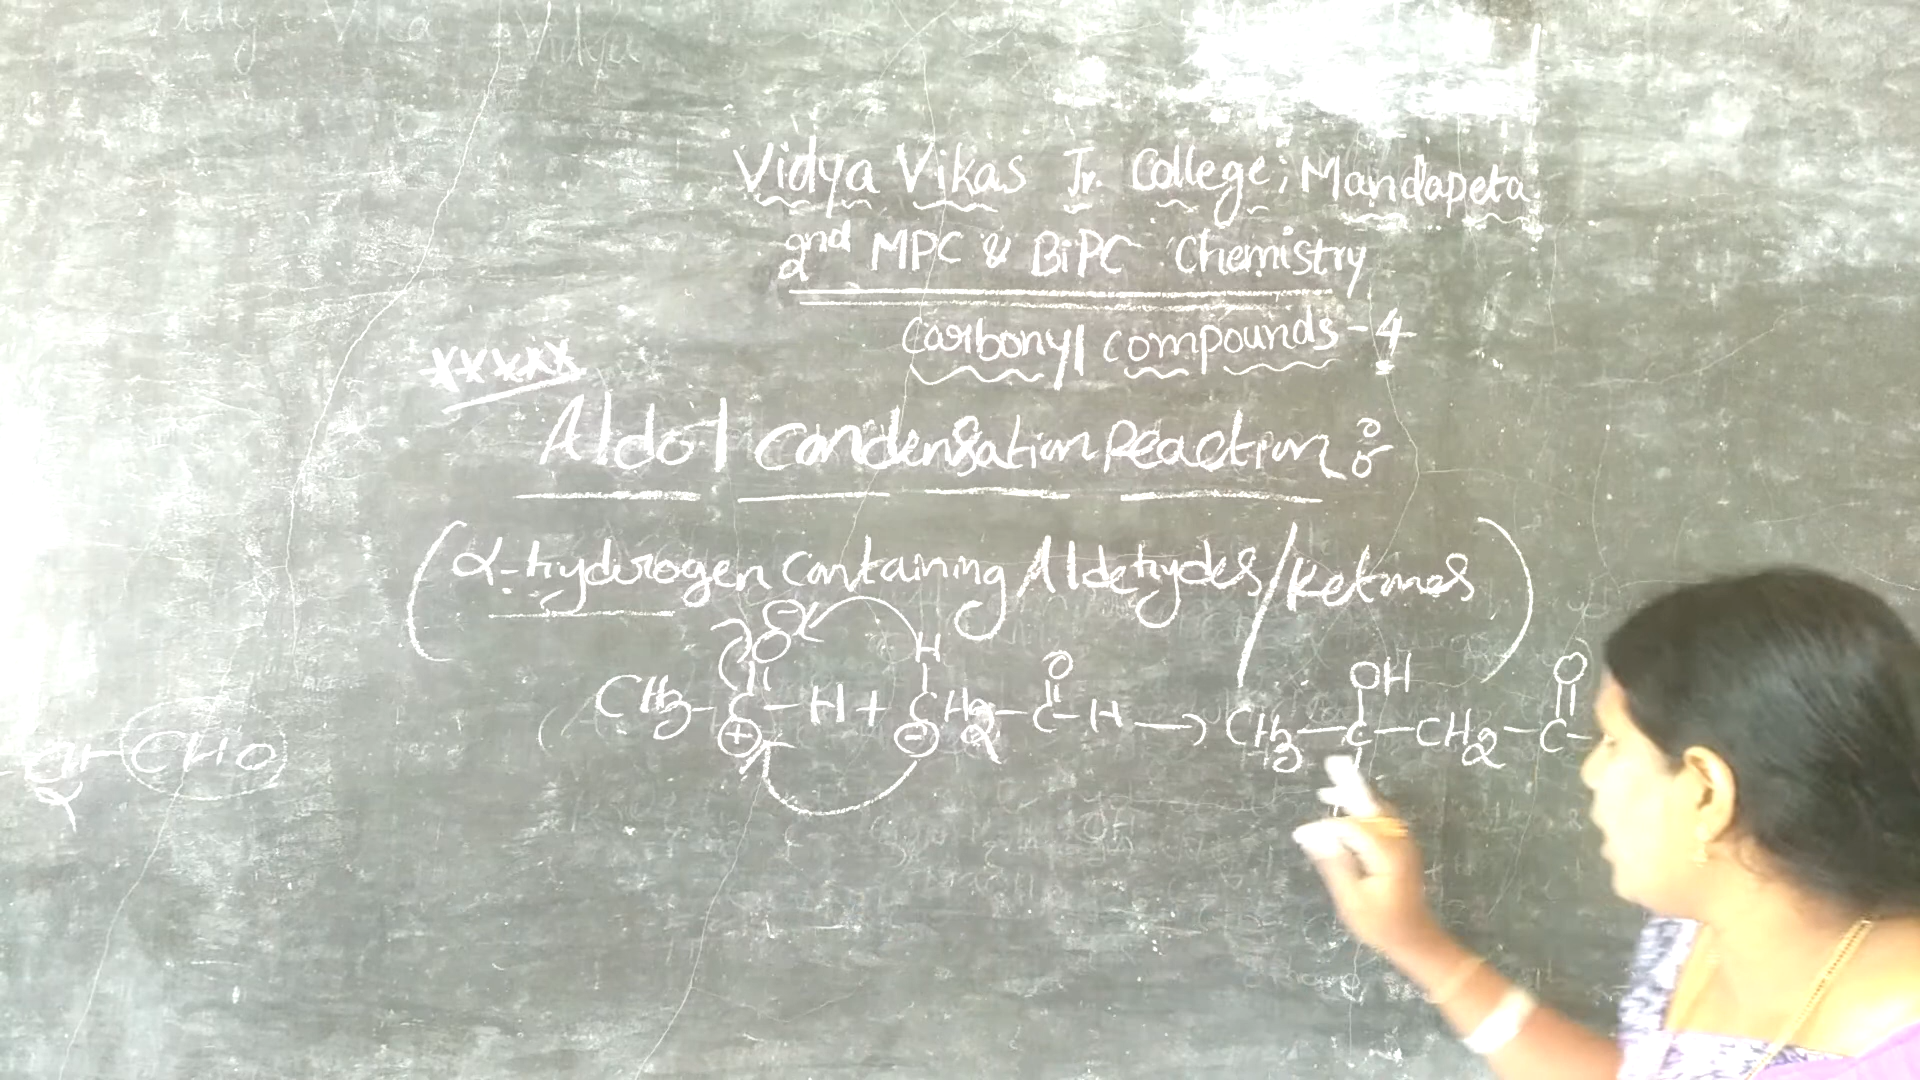 Vidya Vikas Jr. College; Mandapeta
2nd MPC & BiPC Chemistry
Carbonyl compounds-4
xxxxx
Aldol Condensation Reaction :
(α-hydrogen containing Aldehydes/Ketones)
O ⊖ H O OH O
CH3-C-H + CH2-C-H → CH3-C-CH2-C-
⊕ ⊖
CHO